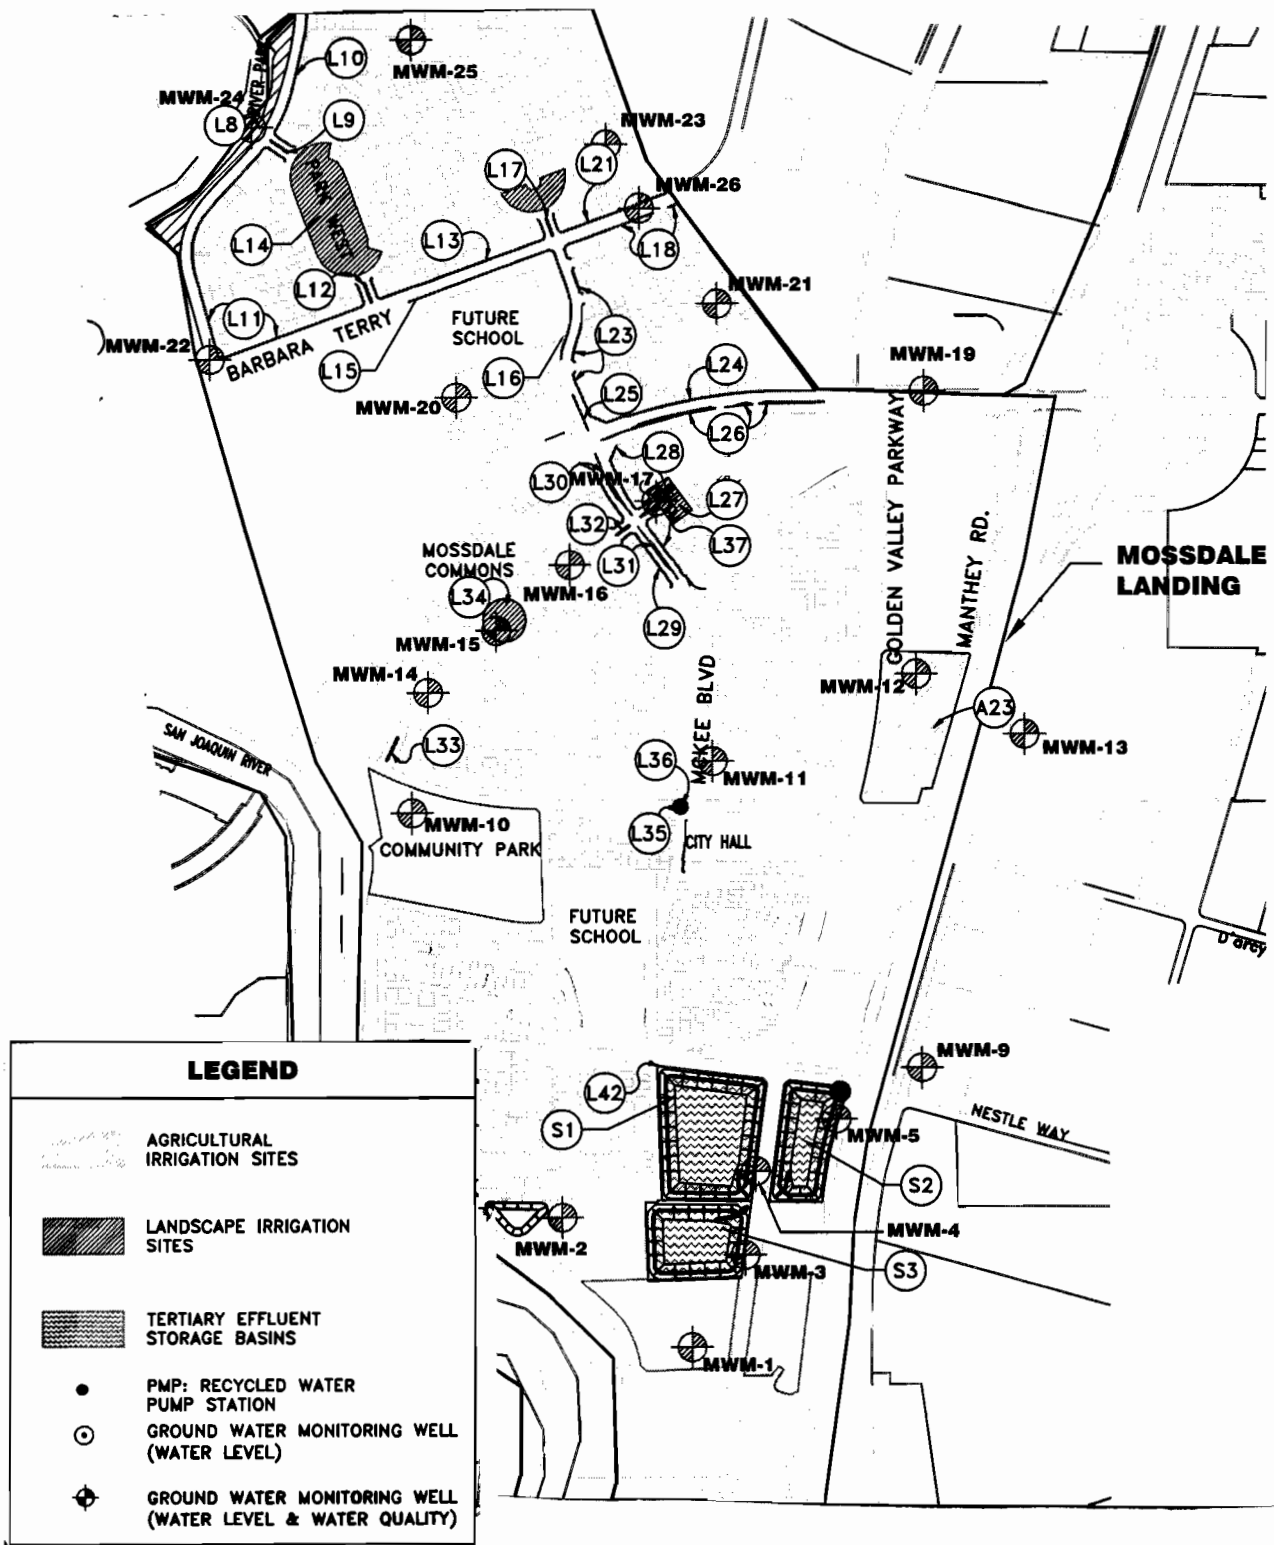 L10
MWM-25
RIVER PARK
MWM-24
L8
L9
MWM-23
L17
L21
MWM-26
PARK WEST
L14
L13
L18
L12
MWM-21
L11
FUTURE
SCHOOL
L23
MWM-22
BARBARA TERRY
L15
L16
L24
MWM-19
MWM-20
L25
L26
L28
L30
MWM-17
L27
L32
L37
L31
GOLDEN VALLEY PARKWAY
MANTHEY RD.
MOSSDALE
LANDING
MOSSDALE
COMMONS
L34
MWM-16
L29
MWM-15
MWM-14
MCKEE BLVD
MWM-12
A23
MWM-13
SAN JOAQUIN RIVER
L33
L36
MWM-11
MWM-10
L35
CITY HALL
COMMUNITY PARK
FUTURE
SCHOOL
D'arcy
MWM-9
L42
S1
NESTLE WAY
MWM-5
S2
MWM-4
MWM-2
MWM-3
S3
MWM-1
LEGEND
AGRICULTURAL
IRRIGATION SITES
LANDSCAPE IRRIGATION
SITES
TERTIARY EFFLUENT
STORAGE BASINS
PMP: RECYCLED WATER
PUMP STATION
GROUND WATER MONITORING WELL
(WATER LEVEL)
GROUND WATER MONITORING WELL
(WATER LEVEL & WATER QUALITY)